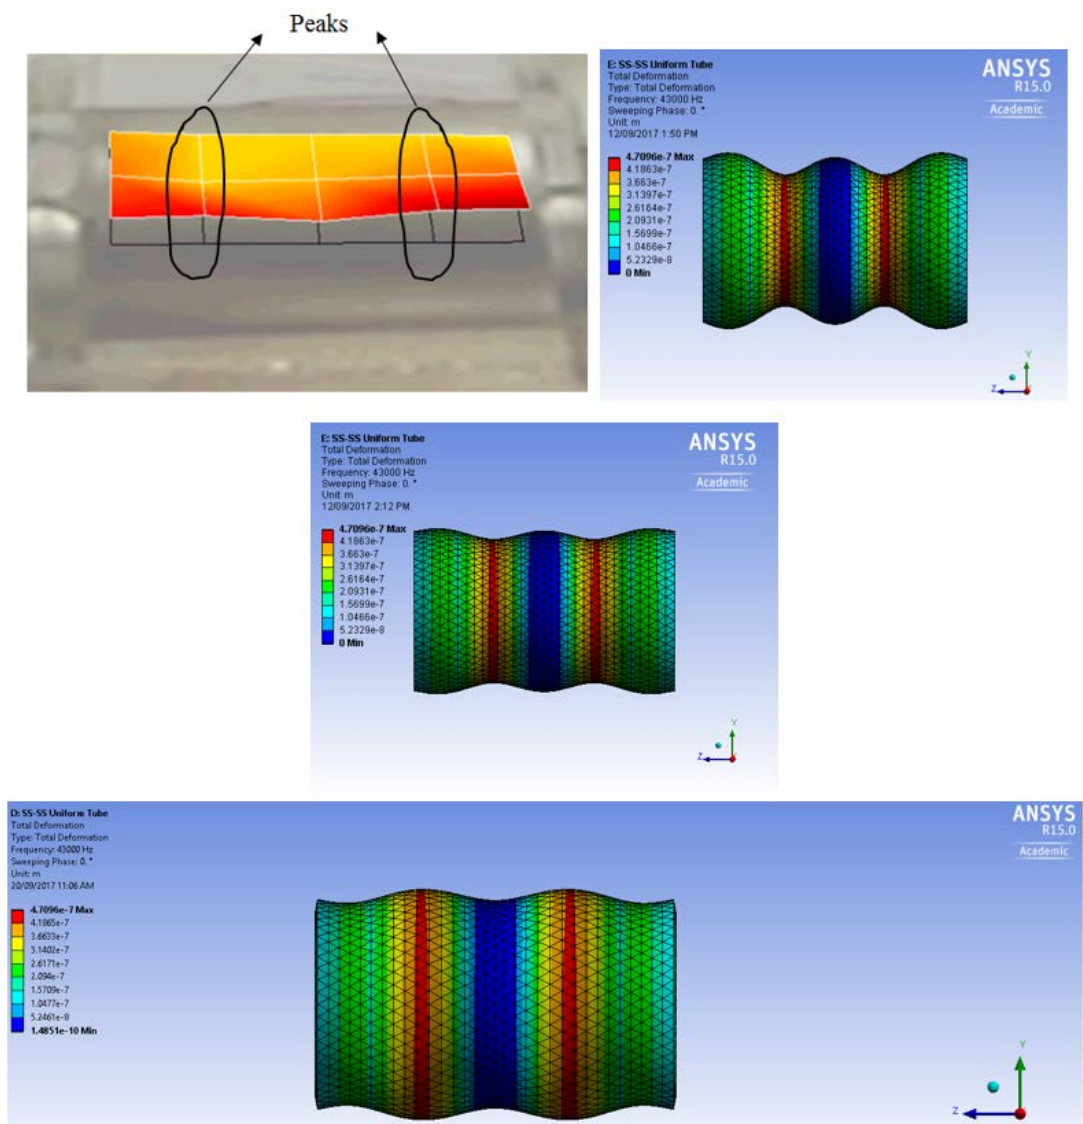 Peaks
E: SS-SS Uniform Tube
Total Deformation
Type: Total Deformation
Frequency: 43000 Hz
Sweeping Phase: 0. °
Unit: m
12/09/2017 1:50 PM
4.7096e-7 Max
4.1863e-7
3.663e-7
3.1397e-7
2.6164e-7
2.0931e-7
1.5699e-7
1.0466e-7
5.2329e-8
0 Min
ANSYS
R15.0
Academic
Y
Z
E: SS-SS Uniform Tube
Total Deformation
Type: Total Deformation
Frequency: 43000 Hz
Sweeping Phase: 0. °
Unit: m
12/09/2017 2:12 PM
4.7096e-7 Max
4.1863e-7
3.663e-7
3.1397e-7
2.6164e-7
2.0931e-7
1.5699e-7
1.0466e-7
5.2329e-8
0 Min
ANSYS
R15.0
Academic
Y
Z
D: SS-SS Uniform Tube
Total Deformation
Type: Total Deformation
Frequency: 43000 Hz
Sweeping Phase: 0. °
Unit: m
20/09/2017 11:06 AM
4.7096e-7 Max
4.1865e-7
3.6633e-7
3.1402e-7
2.6171e-7
2.094e-7
1.5709e-7
1.0477e-7
5.2461e-8
1.4851e-10 Min
ANSYS
R15.0
Academic
Y
Z